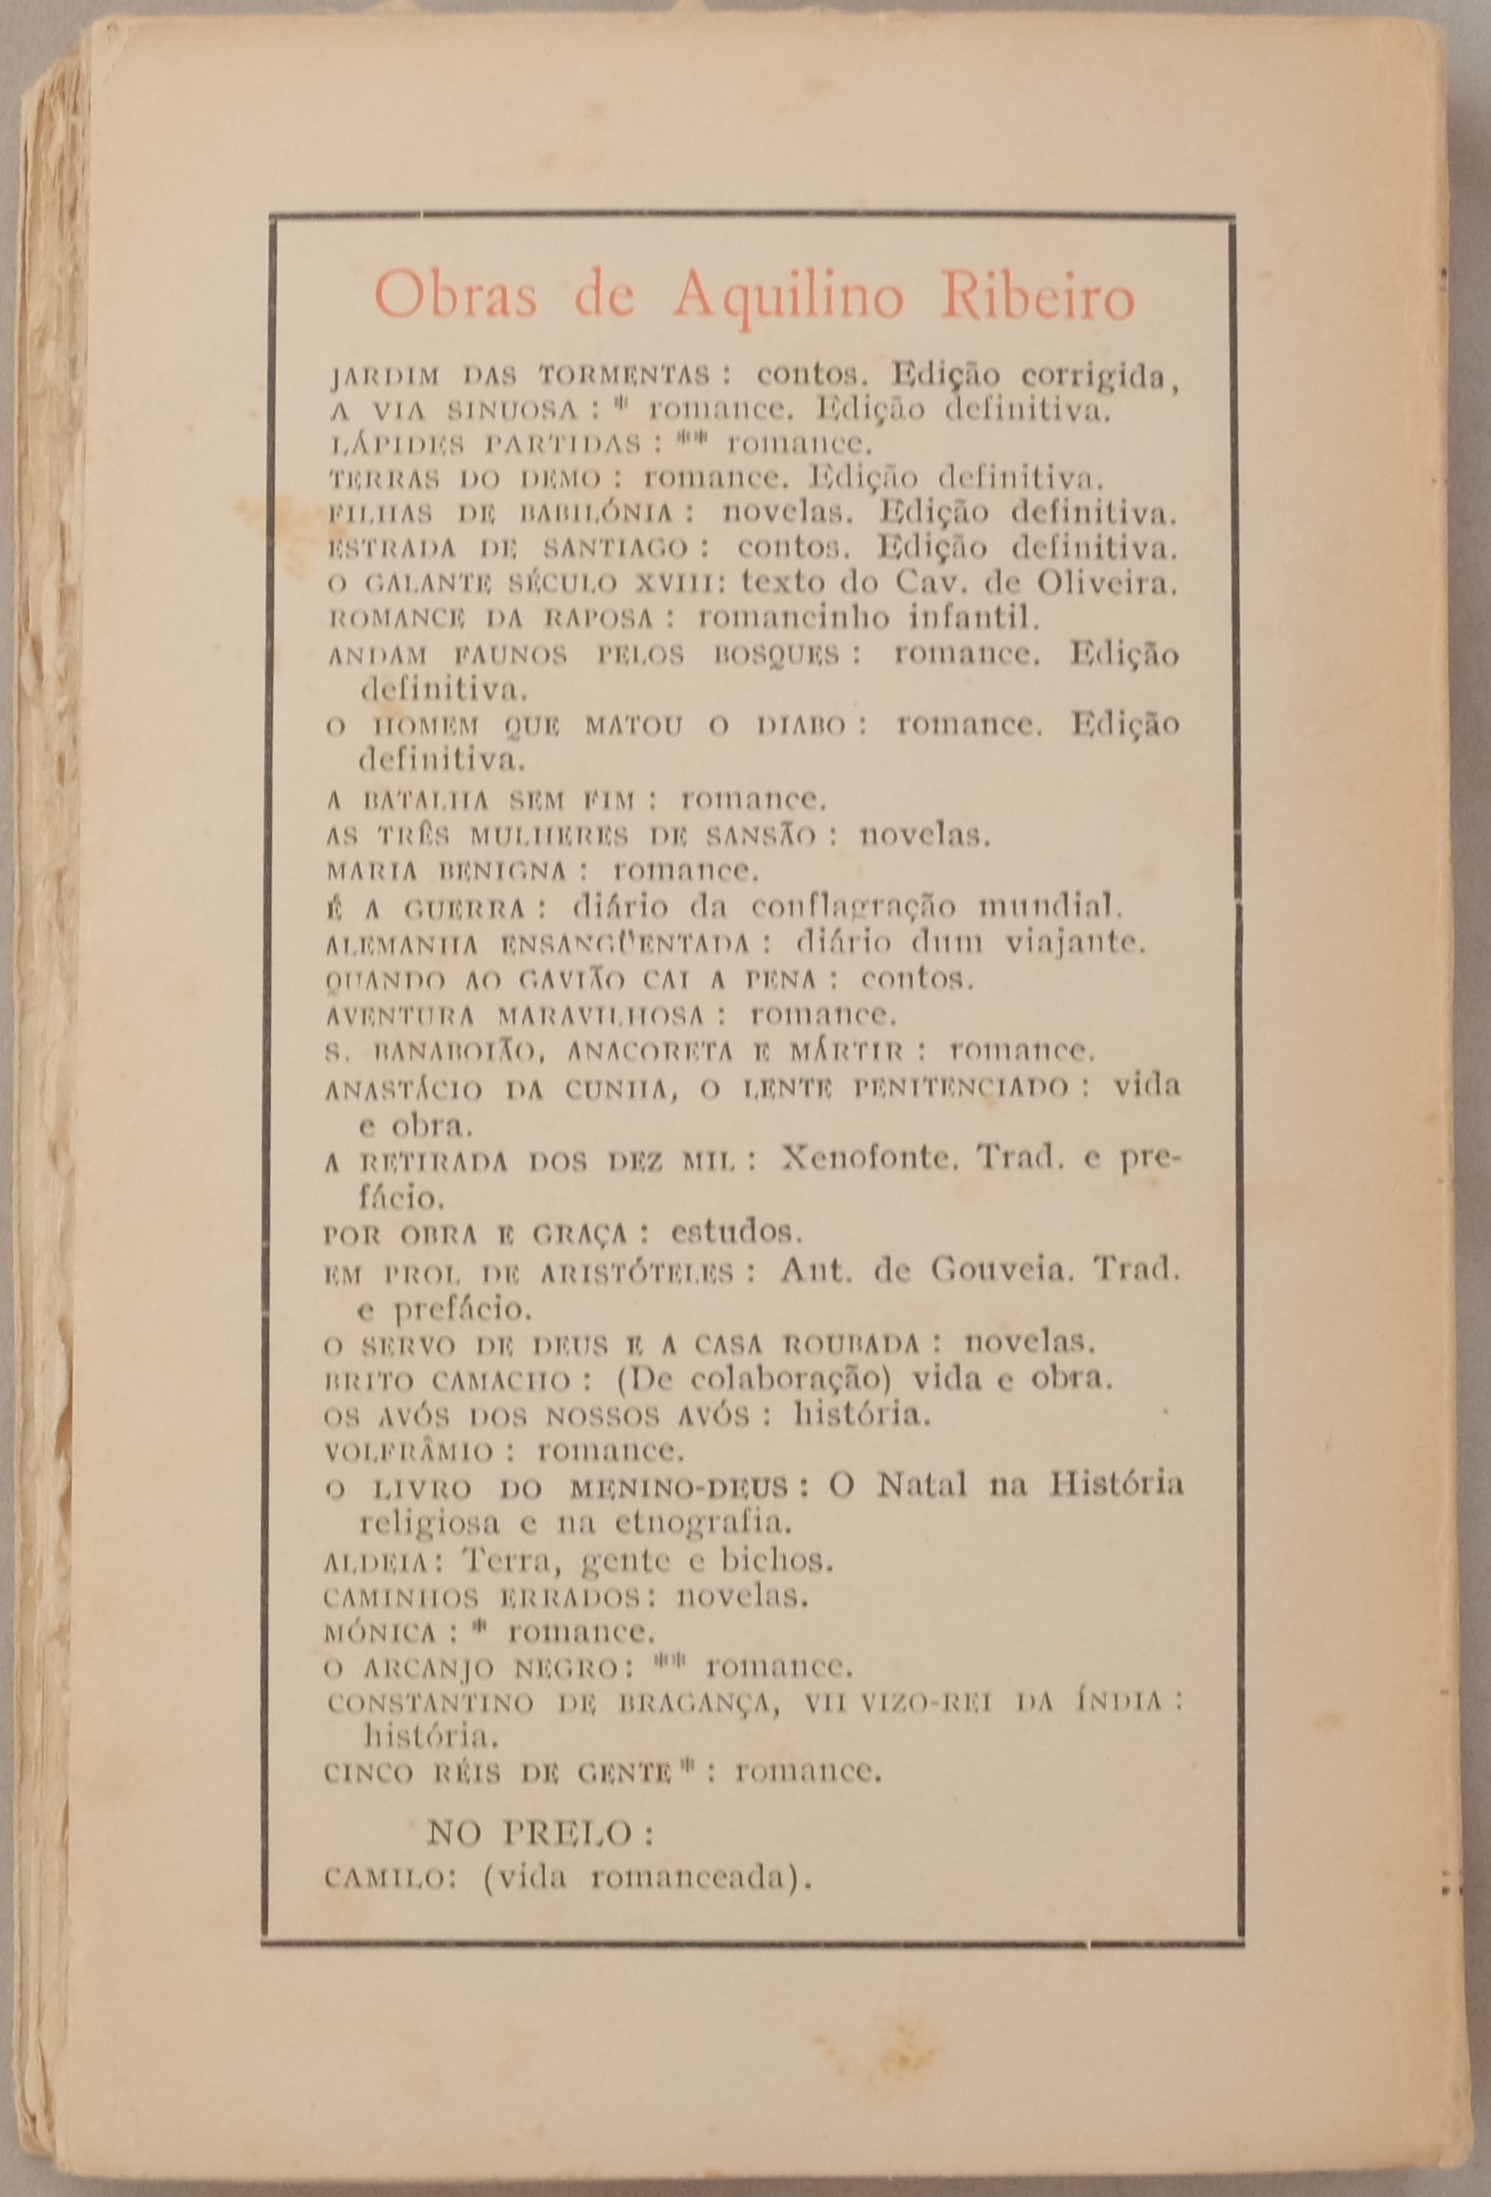 Obras de Aquilino Ribeiro
JARDIM DAS TORMENTAS : contos. Edição corrigida,
A VIA SINUOSA : * romance. Edição definitiva.
LÁPIDES PARTIDAS : ** romance.
TERRAS DO DEMO : romance. Edição definitiva.
FILHAS DE BABILÓNIA : novelas. Edição definitiva.
ESTRADA DE SANTIAGO : contos. Edição definitiva.
O GALANTE SÉCULO XVIII: texto do Cav. de Oliveira.
ROMANCE DA RAPOSA : romancinho infantil.
ANDAM FAUNOS PELOS BOSQUES : romance. Edição
definitiva.
O HOMEM QUE MATOU O DIABO : romance. Edição
definitiva.
A BATALHA SEM FIM : romance.
AS TRÊS MULHERES DE SANSÃO : novelas.
MARIA BENIGNA : romance.
É A GUERRA : diário da conflagração mundial.
ALEMANHA ENSANGÜENTADA : diário dum viajante.
QUANDO AO GAVIÃO CAI A PENA : contos.
AVENTURA MARAVILHOSA : romance.
S. BANABOIÃO, ANACORETA E MÁRTIR : romance.
ANASTÁCIO DA CUNHA, O LENTE PENITENCIADO : vida
e obra.
A RETIRADA DOS DEZ MIL : Xenofonte. Trad. e pre-
fácio.
POR OBRA E GRAÇA : estudos.
EM PROL DE ARISTÓTELES : Ant. de Gouveia. Trad.
e prefácio.
O SERVO DE DEUS E A CASA ROUBADA : novelas.
BRITO CAMACHO : (De colaboração) vida e obra.
OS AVÓS DOS NOSSOS AVÓS : história.
VOLFRÂMIO : romance.
O LIVRO DO MENINO-DEUS : O Natal na História
religiosa e na etnografia.
ALDEIA : Terra, gente e bichos.
CAMINHOS ERRADOS : novelas.
MÓNICA : * romance.
O ARCANJO NEGRO : ** romance.
CONSTANTINO DE BRAGANÇA, VII VIZO-REI DA ÍNDIA :
história.
CINCO RÉIS DE GENTE * : romance.
NO PRELO :
CAMILO: (vida romanceada).